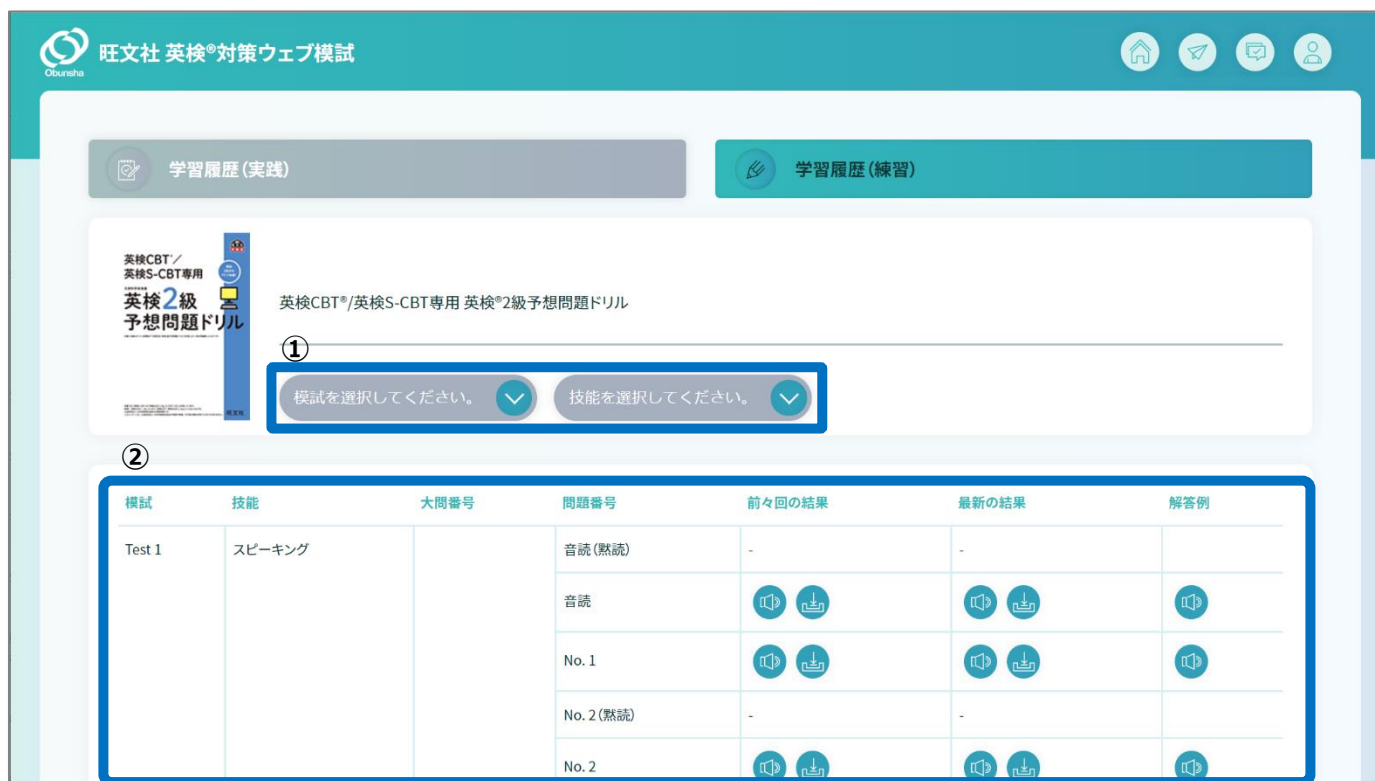 Obunsha
旺文社 英検®対策ウェブ模試
学習履歴(実践)
学習履歴(練習)
英検CBT®/
英検S-CBT専用
英検2級
予想問題ドリル
旺文社
英検CBT®/英検S-CBT専用 英検®2級予想問題ドリル
①
模試を選択してください。 技能を選択してください。
②
模試 技能 大問番号 問題番号 前々回の結果 最新の結果 解答例
Test 1 スピーキング 音読(黙読) - -
音読
No. 1
No. 2(黙読) - -
No. 2